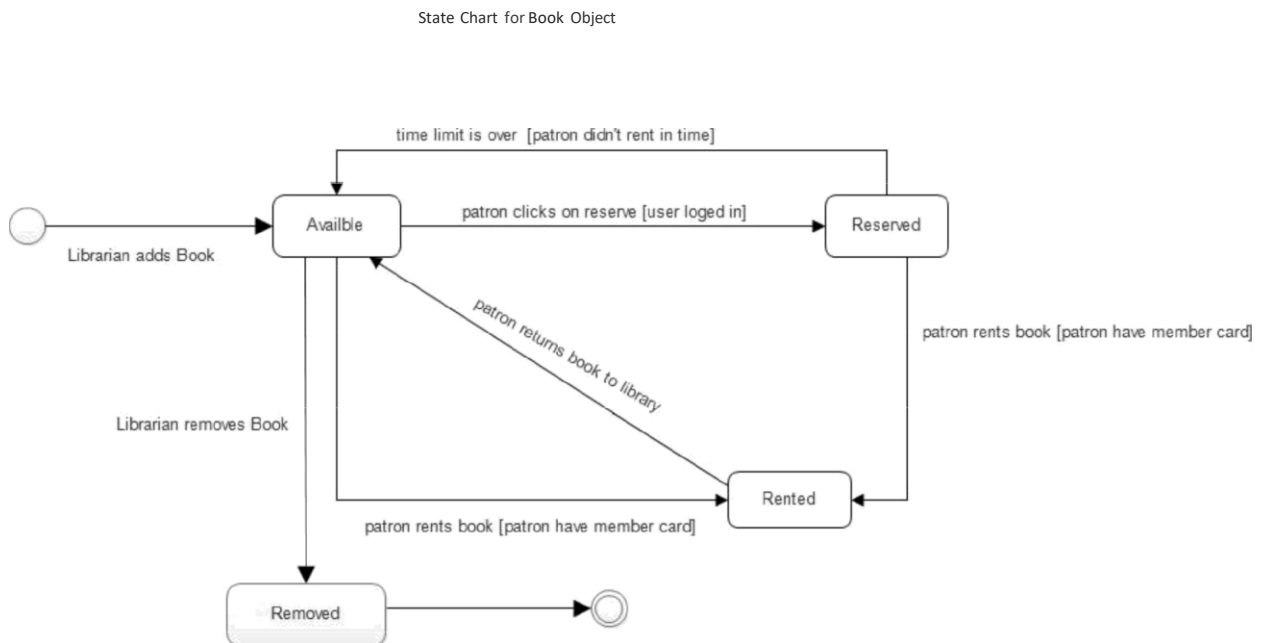 State Chart for Book Object
time limit is over [patron didn't rent in time]
Availble
patron clicks on reserve [user loged in]
Reserved
Librarian adds Book
patron returns book to library
patron rents book [patron have member card]
Librarian removes Book
Rented
patron rents book [patron have member card]
Removed